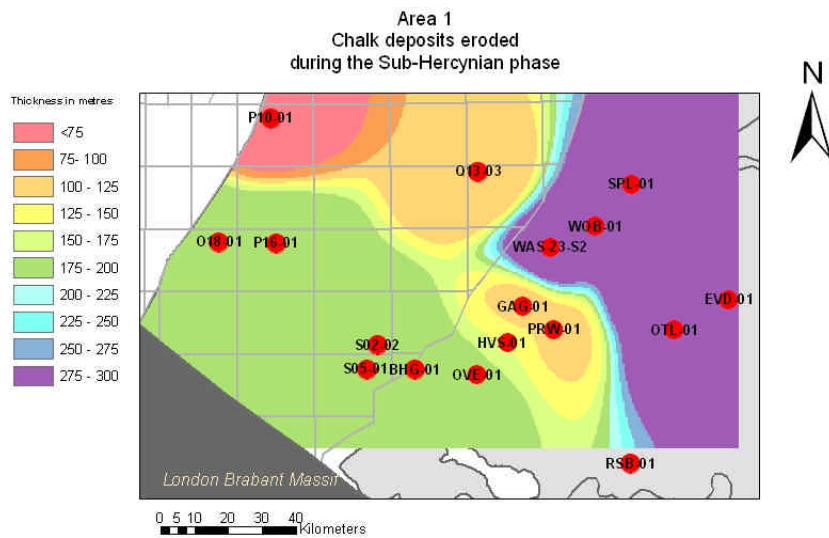 Area 1
Chalk deposits eroded
during the Sub-Hercynian phase
N
Thickness in metres
<75
75- 100
100 - 125
125 - 150
150 - 175
175 - 200
200 - 225
225 - 250
250 - 275
275 - 300
P10-01
Q13-03
SPL-01
WOB-01
O18-01
P16-01
WAS-23-S2
EVD-01
GAG-01
PRW-01
OTL-01
HVS-01
S02-02
S05-01
BHG-01
OVE-01
RSB-01
London Brabant Massif
0 5 10 20 30 40
Kilometers